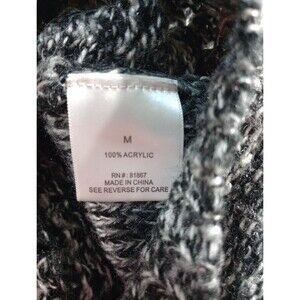 M
100% ACRYLIC
RN#: 81867
MADE IN CHINA
SEE REVERSE FOR CARE